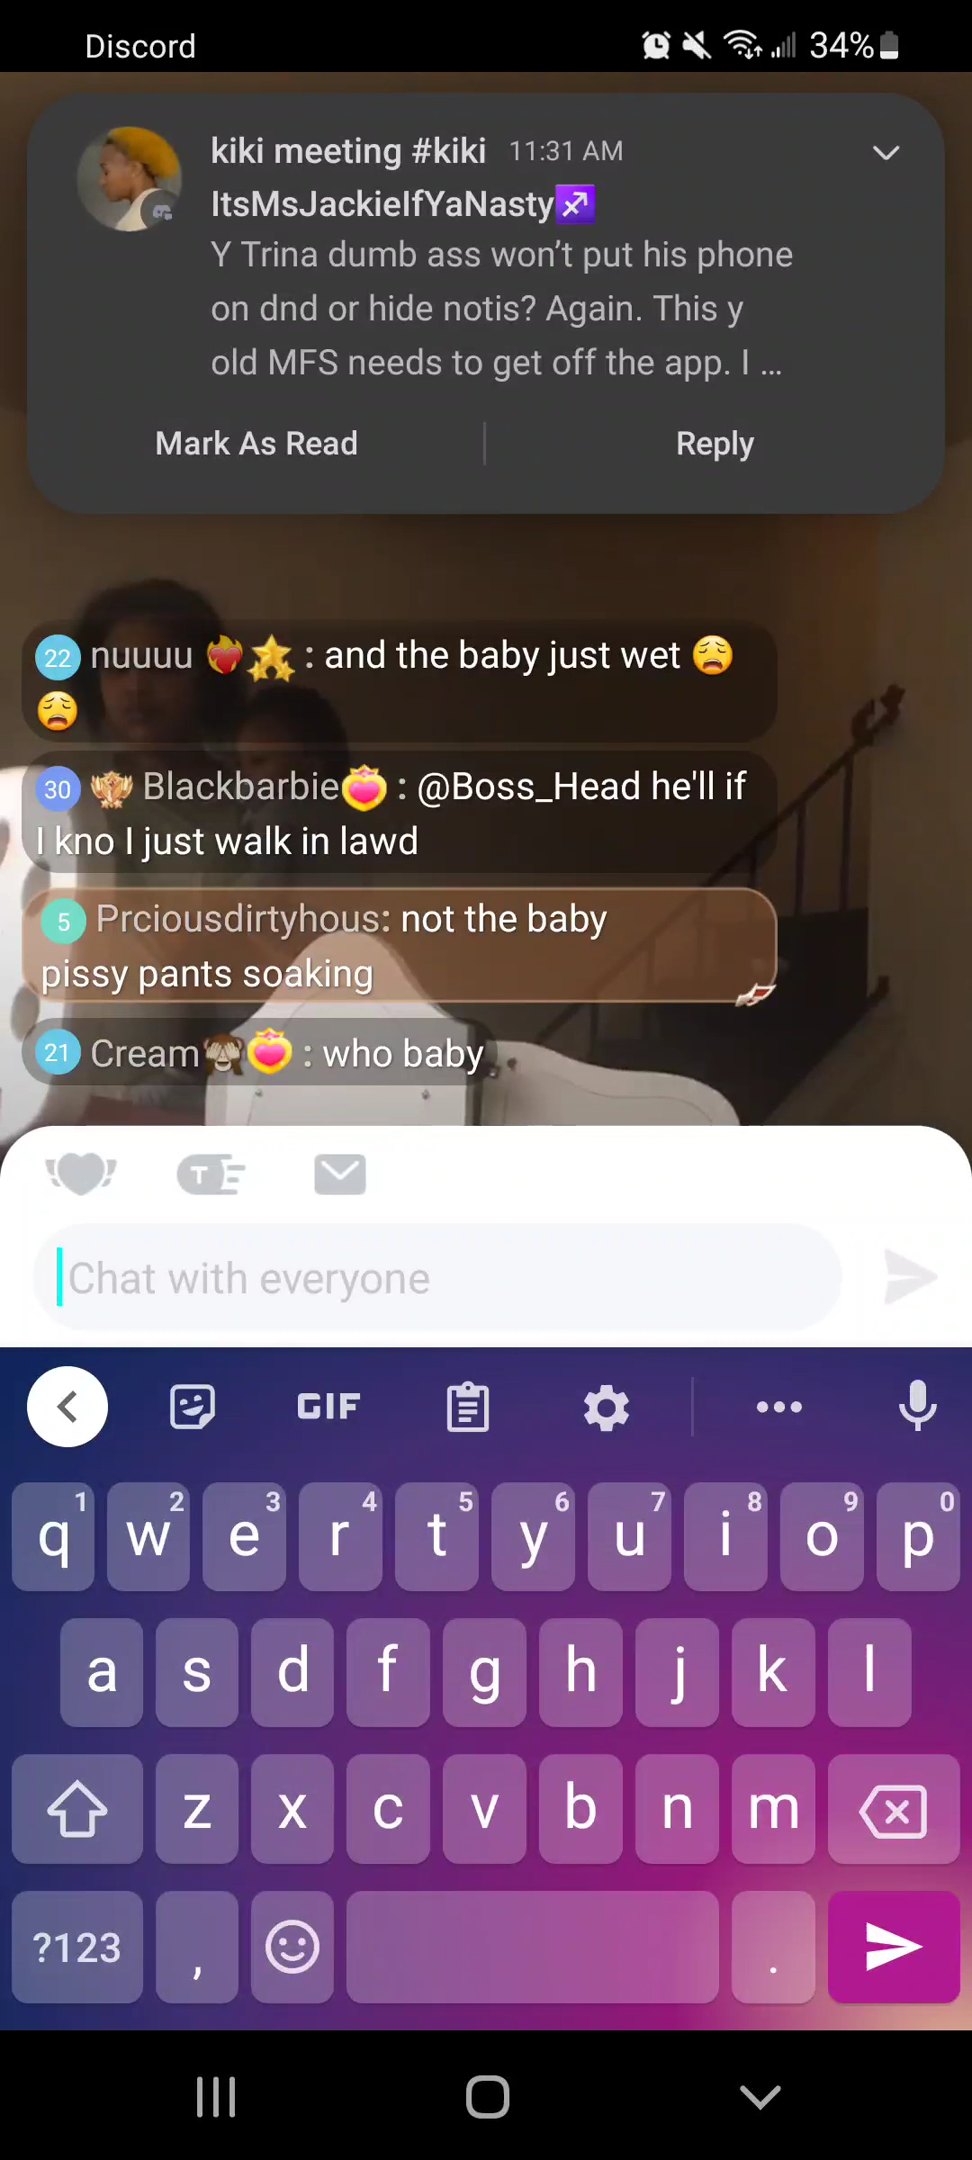 Discord 34%
kiki meeting #kiki 11:31 AM
ItsMsJackieIfYaNasty♐
Y Trina dumb ass won’t put his phone
on dnd or hide notis? Again. This y
old MFS needs to get off the app. I ...
Mark As Read Reply
22 nuuuu ❤️‍🔥🌟 : and the baby just wet 😩
😩
30 Blackbarbie : @Boss_Head he'll if
I kno I just walk in lawd
5 Prciousdirtyhous: not the baby
pissy pants soaking
21 Cream🙈 : who baby
T
Chat with everyone
GIF
1 2 3 4 5 6 7 8 9 0
q w e r t y u i o p
a s d f g h j k l
z x c v b n m
?123 , .